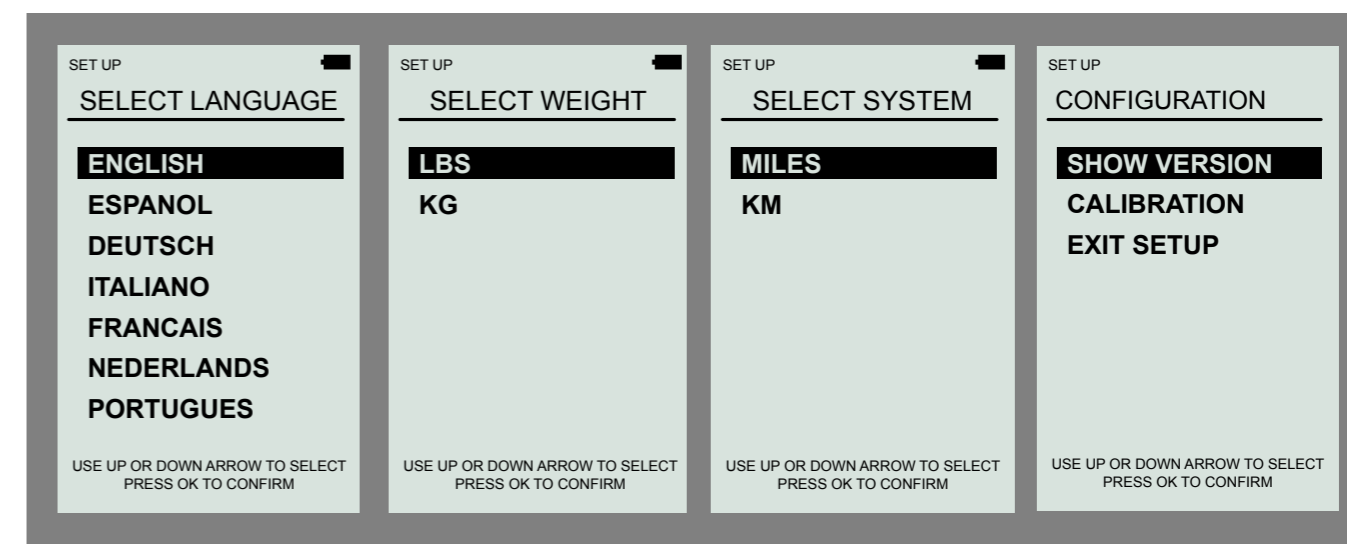 SET UP
SELECT LANGUAGE
ENGLISH
ESPANOL
DEUTSCH
ITALIANO
FRANCAIS
NEDERLANDS
PORTUGUES
USE UP OR DOWN ARROW TO SELECT
PRESS OK TO CONFIRM
SET UP
SELECT WEIGHT
LBS
KG
USE UP OR DOWN ARROW TO SELECT
PRESS OK TO CONFIRM
SET UP
SELECT SYSTEM
MILES
KM
USE UP OR DOWN ARROW TO SELECT
PRESS OK TO CONFIRM
SET UP
CONFIGURATION
SHOW VERSION
CALIBRATION
EXIT SETUP
USE UP OR DOWN ARROW TO SELECT
PRESS OK TO CONFIRM